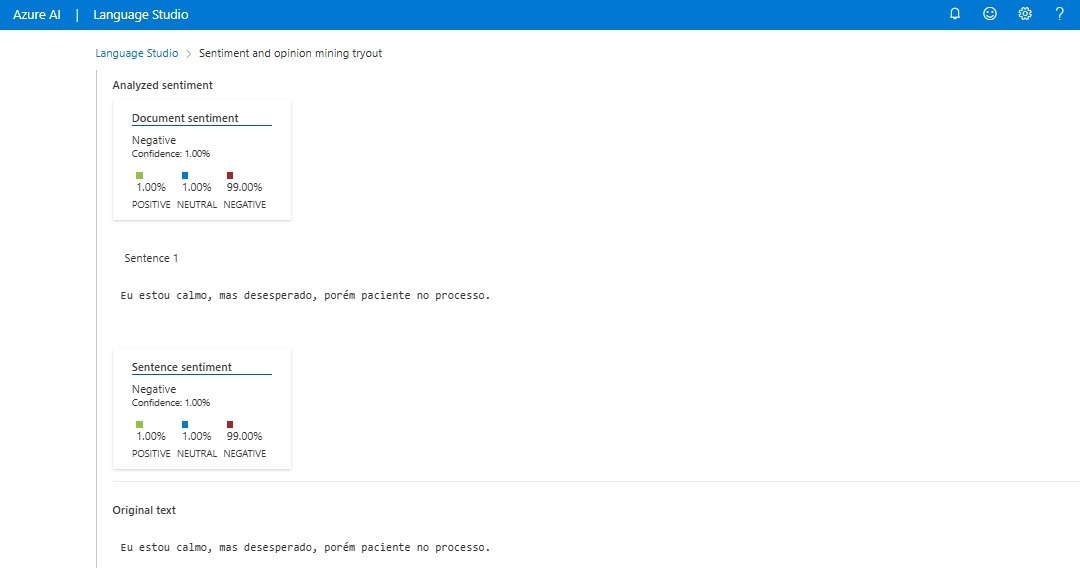 Azure AI | Language Studio ?
Language Studio > Sentiment and opinion mining tryout
Analyzed sentiment
Document sentiment
Negative
Confidence: 1.00%
1.00% 1.00% 99.00%
POSITIVE NEUTRAL NEGATIVE
Sentence 1
Eu estou calmo, mas desesperado, porém paciente no processo.
Sentence sentiment
Negative
Confidence: 1.00%
1.00% 1.00% 99.00%
POSITIVE NEUTRAL NEGATIVE
Original text
Eu estou calmo, mas desesperado, porém paciente no processo.